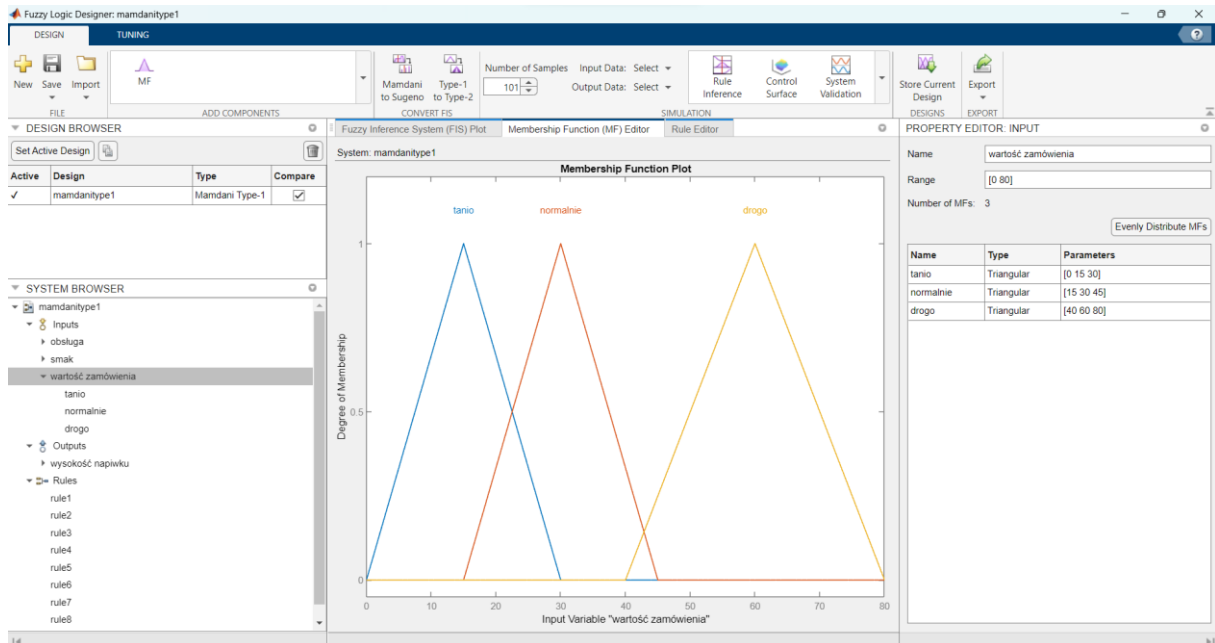 Fuzzy Logic Designer: mamdanitype1
DESIGN TUNING
New Save Import
FILE
MF
ADD COMPONENTS
Mamdani to Sugeno
Type-1 to Type-2
CONVERT FIS
Number of Samples Input Data: Select
101 Output Data: Select
Rule Inference
Control Surface
System Validation
SIMULATION
Store Current Design
DESIGNS
Export
EXPORT
DESIGN BROWSER
Set Active Design
Active Design Type Compare
✓ mamdanitype1 Mamdani Type-1
SYSTEM BROWSER
mamdanitype1
Inputs
obsługa
smak
wartość zamówienia
tanio
normalnie
drogo
Outputs
wysokość napiwku
Rules
rule1
rule2
rule3
rule4
rule5
rule6
rule7
rule8
Fuzzy Inference System (FIS) Plot Membership Function (MF) Editor Rule Editor
System: mamdanitype1
Membership Function Plot
tanio normalnie drogo
1
0.5
0
Degree of Membership
0 10 20 30 40 50 60 70 80
Input Variable "wartość zamówienia"
PROPERTY EDITOR: INPUT
Name wartość zamówienia
Range [0 80]
Number of MFs: 3
Evenly Distribute MFs
Name Type Parameters
tanio Triangular [0 15 30]
normalnie Triangular [15 30 45]
drogo Triangular [40 60 80]